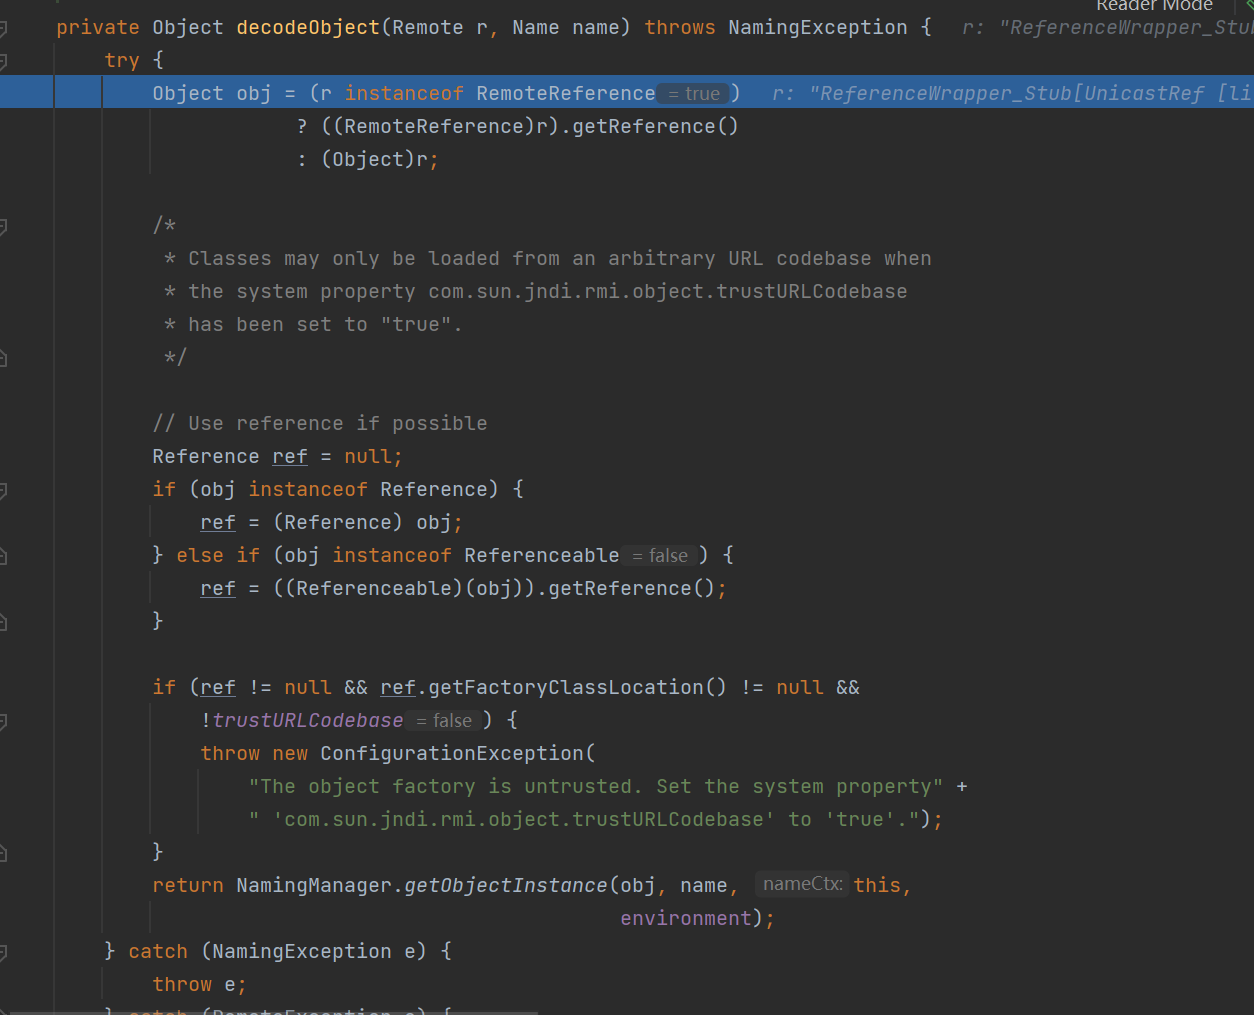 Reader Mode
private Object decodeObject(Remote r, Name name) throws NamingException {   r: "ReferenceWrapper_Stu
try {
Object obj = (r instanceof RemoteReference = true )   r: "ReferenceWrapper_Stub[UnicastRef [li
? ((RemoteReference)r).getReference()
: (Object)r;
/*
* Classes may only be loaded from an arbitrary URL codebase when
* the system property com.sun.jndi.rmi.object.trustURLCodebase
* has been set to "true".
*/
// Use reference if possible
Reference ref = null;
if (obj instanceof Reference) {
ref = (Reference) obj;
} else if (obj instanceof Referenceable = false ) {
ref = ((Referenceable)(obj)).getReference();
}
if (ref != null && ref.getFactoryClassLocation() != null &&
!trustURLCodebase = false ) {
throw new ConfigurationException(
"The object factory is untrusted. Set the system property" +
" 'com.sun.jndi.rmi.object.trustURLCodebase' to 'true'.");
}
return NamingManager.getObjectInstance(obj, name, nameCtx: this,
environment);
} catch (NamingException e) {
throw e;
} catch (RemoteException e) {